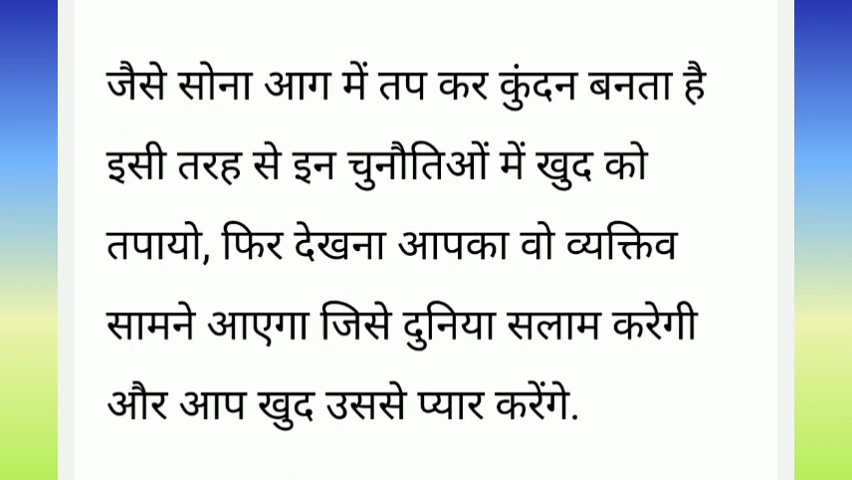 जैसे सोना आग में तप कर कुंदन बनता है
इसी तरह से इन चुनौतिओं में खुद को
तपायो, फिर देखना आपका वो व्यक्तिव
सामने आएगा जिसे दुनिया सलाम करेगी
और आप खुद उससे प्यार करेंगे.